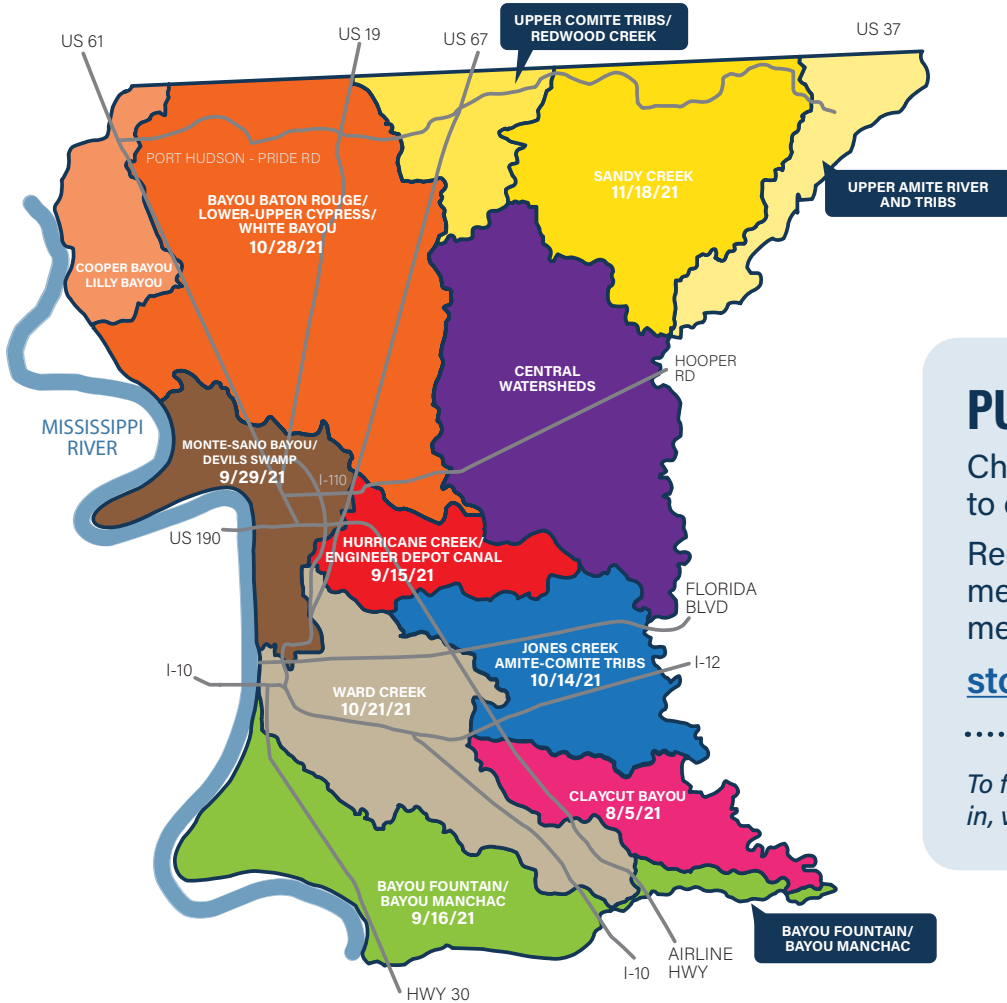 US 61
US 19
US 67
UPPER COMITE TRIBS/
REDWOOD CREEK
US 37
PORT HUDSON - PRIDE RD
BAYOU BATON ROUGE/
LOWER-UPPER CYPRESS/
WHITE BAYOU
10/28/21
SANDY CREEK
11/18/21
UPPER AMITE RIVER
AND TRIBS
COOPER BAYOU
LILLY BAYOU
CENTRAL
WATERSHEDS
HOOPER
RD
MISSISSIPPI
RIVER
MONTE-SANO BAYOU/
DEVILS SWAMP
9/29/21
I-110
US 190
HURRICANE CREEK/
ENGINEER DEPOT CANAL
9/15/21
FLORIDA
BLVD
JONES CREEK
AMITE-COMITE TRIBS
10/14/21
I-12
I-10
WARD CREEK
10/21/21
CLAYCUT BAYOU
8/5/21
BAYOU FOUNTAIN/
BAYOU MANCHAC
9/16/21
BAYOU FOUNTAIN/
BAYOU MANCHAC
AIRLINE
HWY
I-10
HWY 30
PU
Ch
to
Re
me
me
sto
.....
To f
in, v